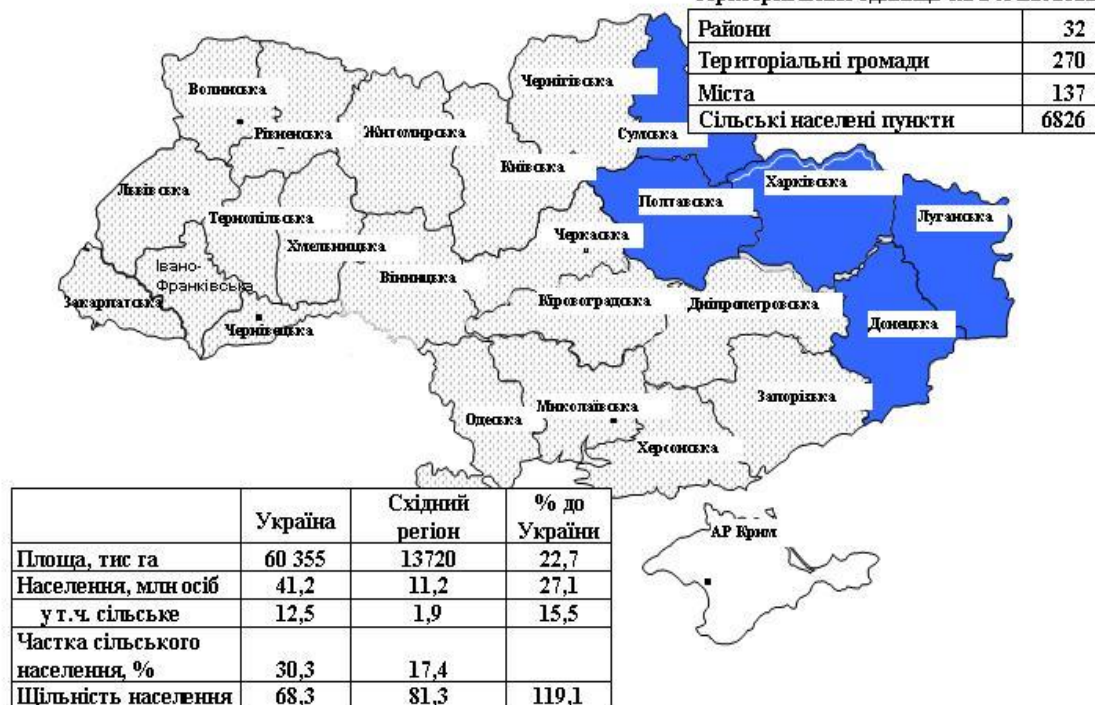 Райони 32
Територіальні громади 270
Міста 137
Сільські населені пункти 6826
Чернігівська
Волинська
Рівненська
Житомирська
Сумська
Київська
Харківська
Львівська
Полтавська
Луганська
Тернопільська
Хмельницька
Черкаська
Вінницька
Івано-
Франківська
Закарпатська
Кіровоградська
Дніпропетровська
Чернівецька
Донецька
Запорізька
Миколаївська
Одеська
Херсонська
АР Крим
Україна Східний регіон % до України
Площа, тис га 60 355 13720 22,7
Населення, млн осіб 41,2 11,2 27,1
у т.ч. сільське 12,5 1,9 15,5
Частка сільського
населення, % 30,3 17,4
Щільність населення 68,3 81,3 119,1